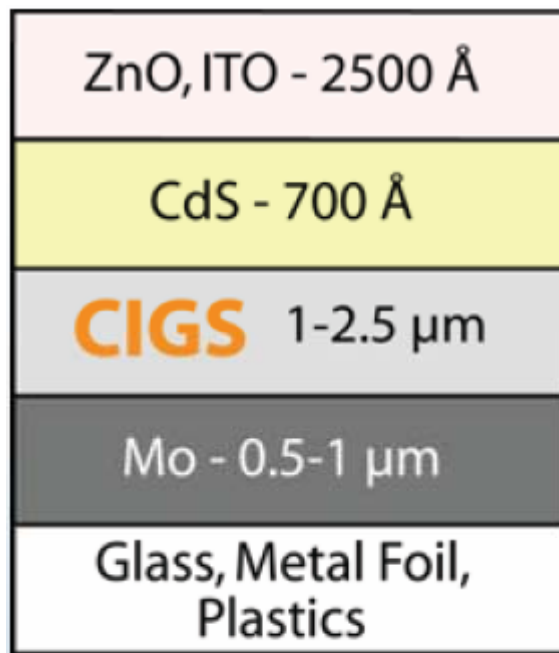 ZnO, ITO - 2500 Å
CdS - 700 Å
CIGS 1-2.5 µm
Mo - 0.5-1 µm
Glass, Metal Foil,
Plastics